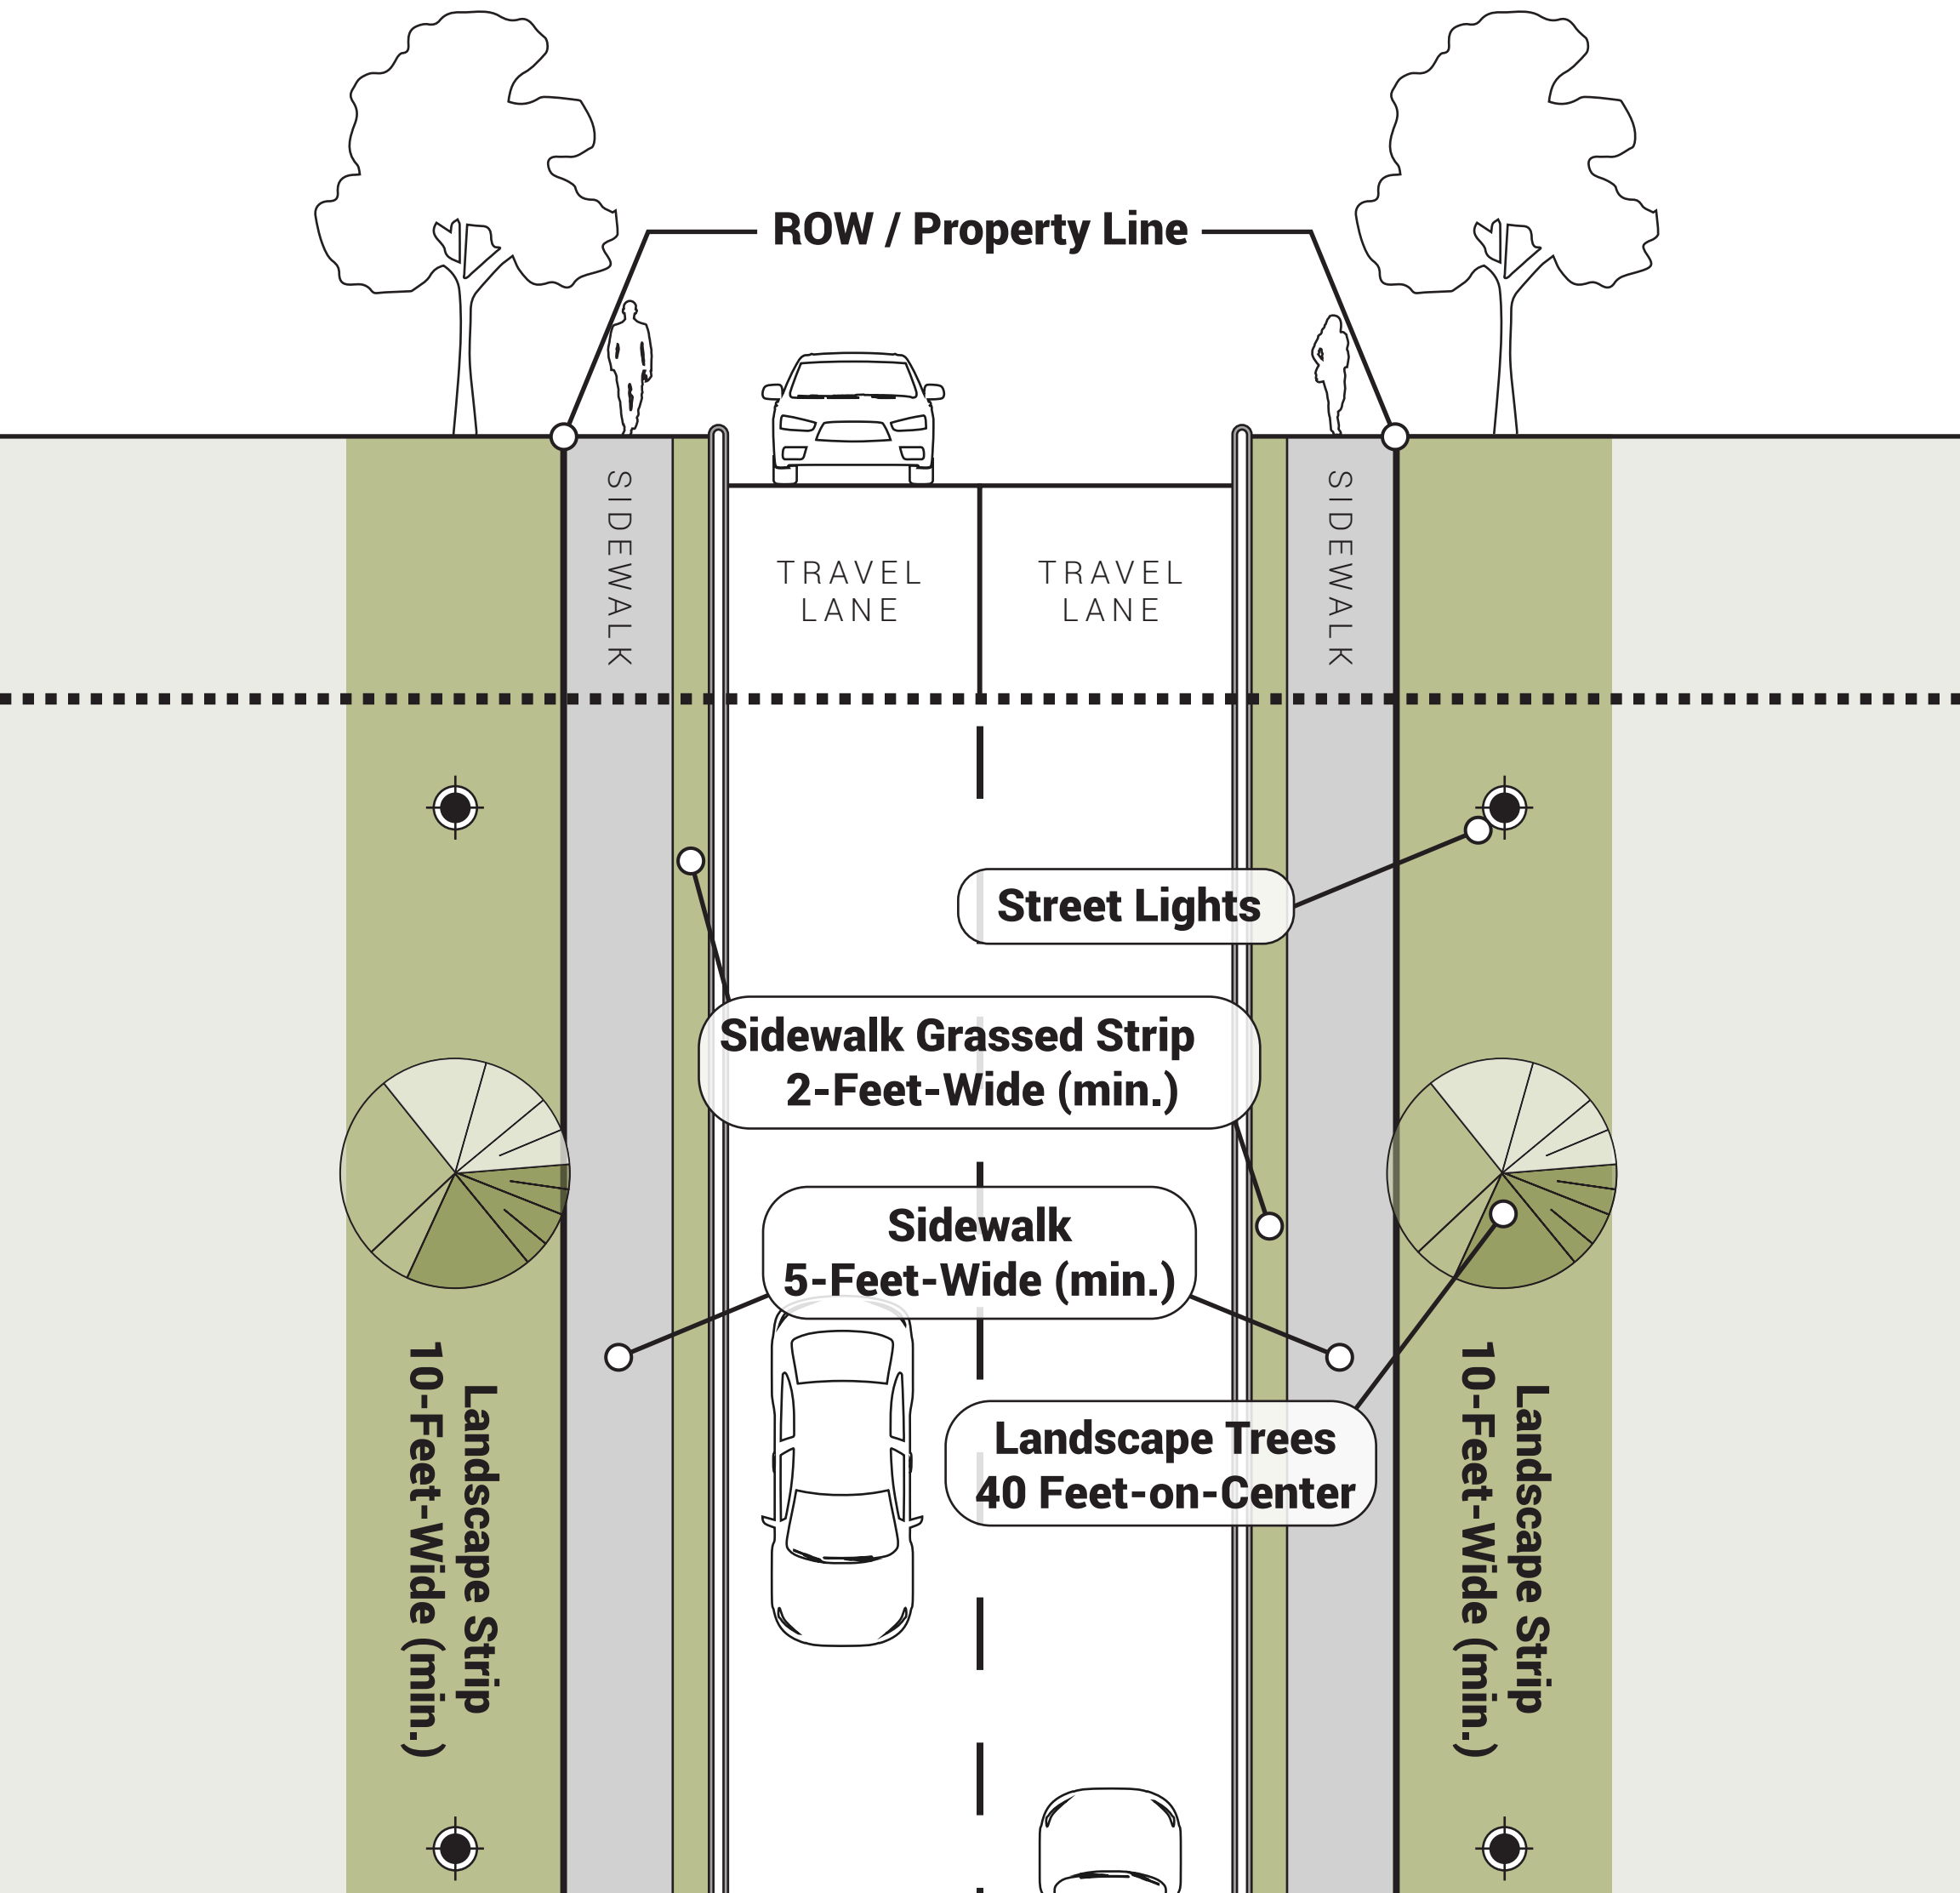 ROW / Property Line
SIDEWALK
TRAVEL
LANE
TRAVEL
LANE
SIDEWALK
Street Lights
Sidewalk Grassed Strip
2-Feet-Wide (min.)
Sidewalk
5-Feet-Wide (min.)
Landscape Trees
40 Feet-on-Center
Landscape Strip
10-Feet-Wide (min.)
Landscape Strip
10-Feet-Wide (min.)